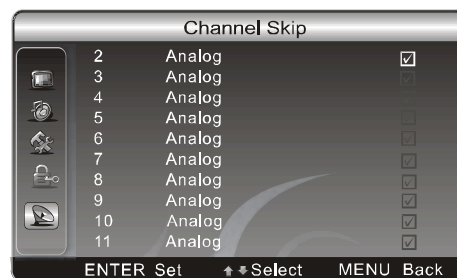 Channel Skip
2 Analog
3 Analog
4 Analog
5 Analog
6 Analog
7 Analog
8 Analog
9 Analog
10 Analog
11 Analog
ENTER Set Select MENU Back